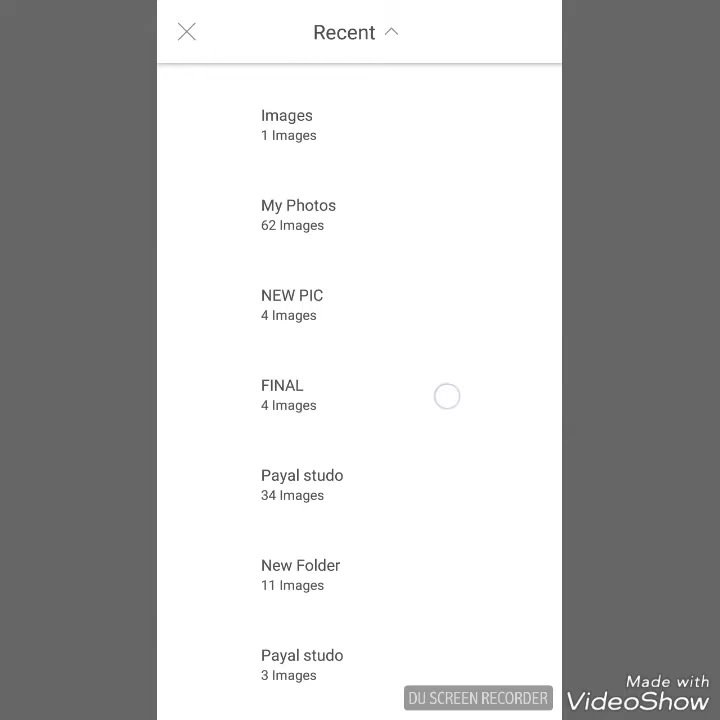 Recent
Images
1 Images
My Photos
62 Images
NEW PIC
4 Images
FINAL
4 Images
Payal studo
34 Images
New Folder
11 Images
Payal studo
3 Images
DU SCREEN RECORDER
Made with
VideoShow